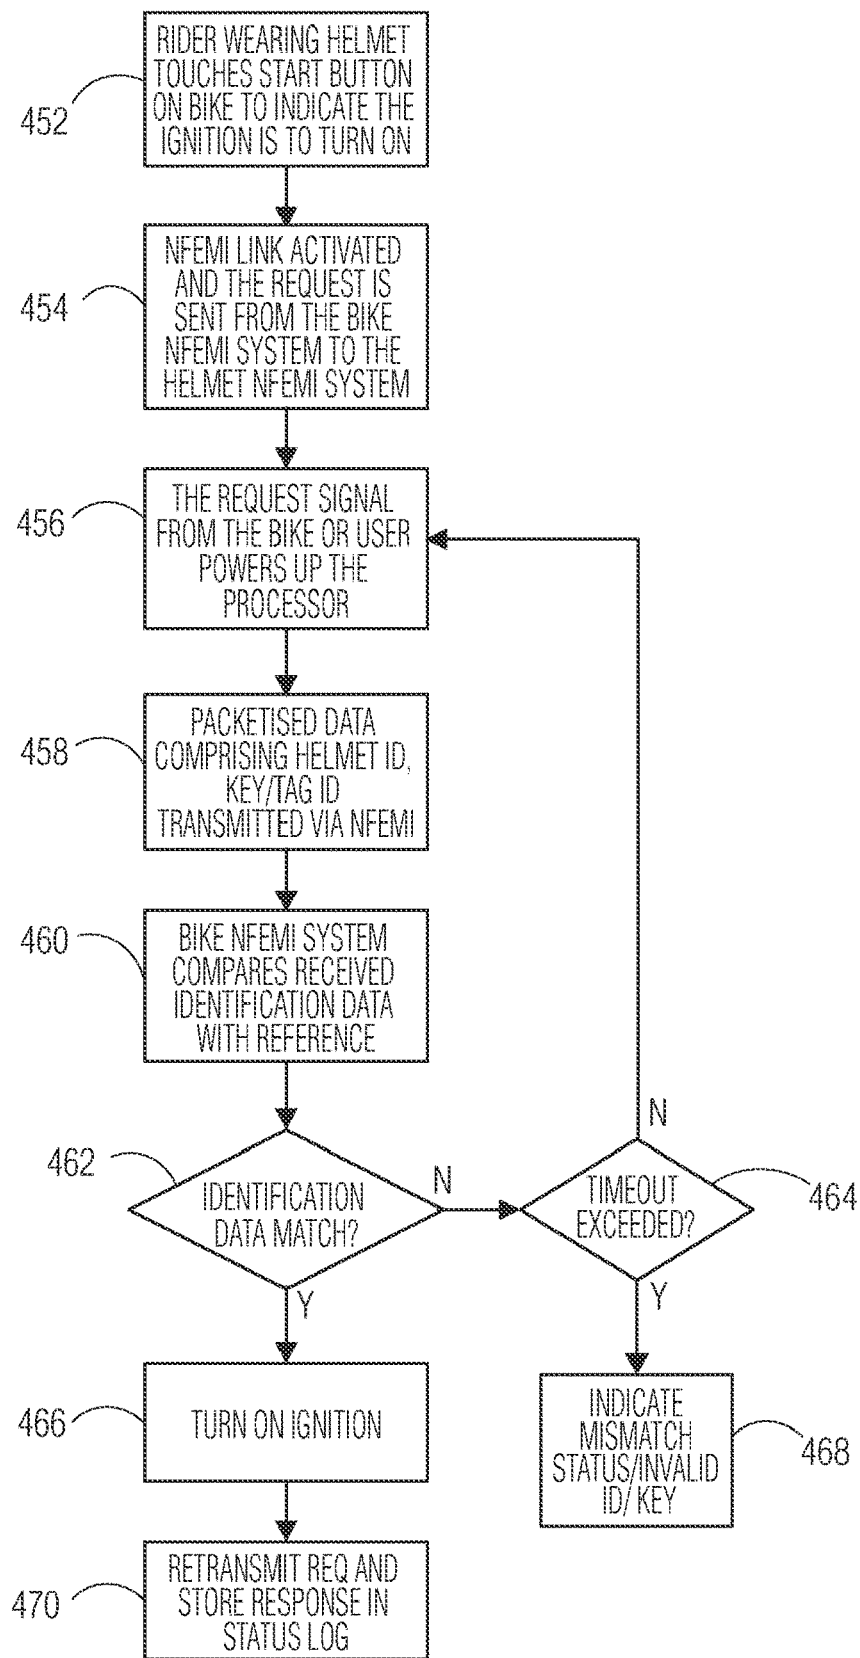 RIDER WEARING HELMET
TOUCHES START BUTTON
ON BIKE TO INDICATE THE
IGNITION IS TO TURN ON
452
NFEMI LINK ACTIVATED
AND THE REQUEST IS
SENT FROM THE BIKE
NFEMI SYSTEM TO THE
HELMET NFEMI SYSTEM
454
THE REQUEST SIGNAL
FROM THE BIKE OR USER
POWERS UP THE
PROCESSOR
456
PACKETISED DATA
COMPRISING HELMET ID,
KEY/TAG ID
TRANSMITTED VIA NFEMI
458
BIKE NFEMI SYSTEM
COMPARES RECEIVED
IDENTIFICATION DATA
WITH REFERENCE
460
IDENTIFICATION
DATA MATCH?
462
N
Y
TIMEOUT
EXCEEDED?
464
N
Y
TURN ON IGNITION
466
INDICATE
MISMATCH
STATUS/INVALID
ID/ KEY
468
RETRANSMIT REQ AND
STORE RESPONSE IN
STATUS LOG
470